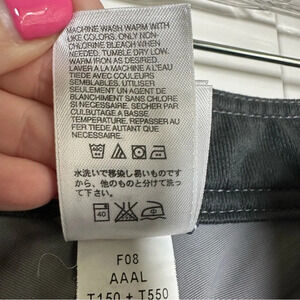 MACHINE WASH WARM WITH
LIKE COLORS. ONLY NON-
CHLORINE BLEACH WHEN
NEEDED. TUMBLE DRY LOW.
WARM IRON AS DESIRED.
LAVER A LA MACHINE A L'EAU
TIEDE AVEC COULEURS
SEMBLABLES. UTILISER
SEULEMENT UN AGENT DE
BLANCHIMENT SANS CHLORE
SI NECESSAIRE. SECHER PAR
CULBUTAGE A BASSE
TEMPERATURE. REPASSER AU
FER TIEDE AUTANT QUE
NECESSAIRE.
水洗いで移染し易いもので
すから、他のものと分けて洗っ
て下さい。
40
F08
AAAL
T150 + T550